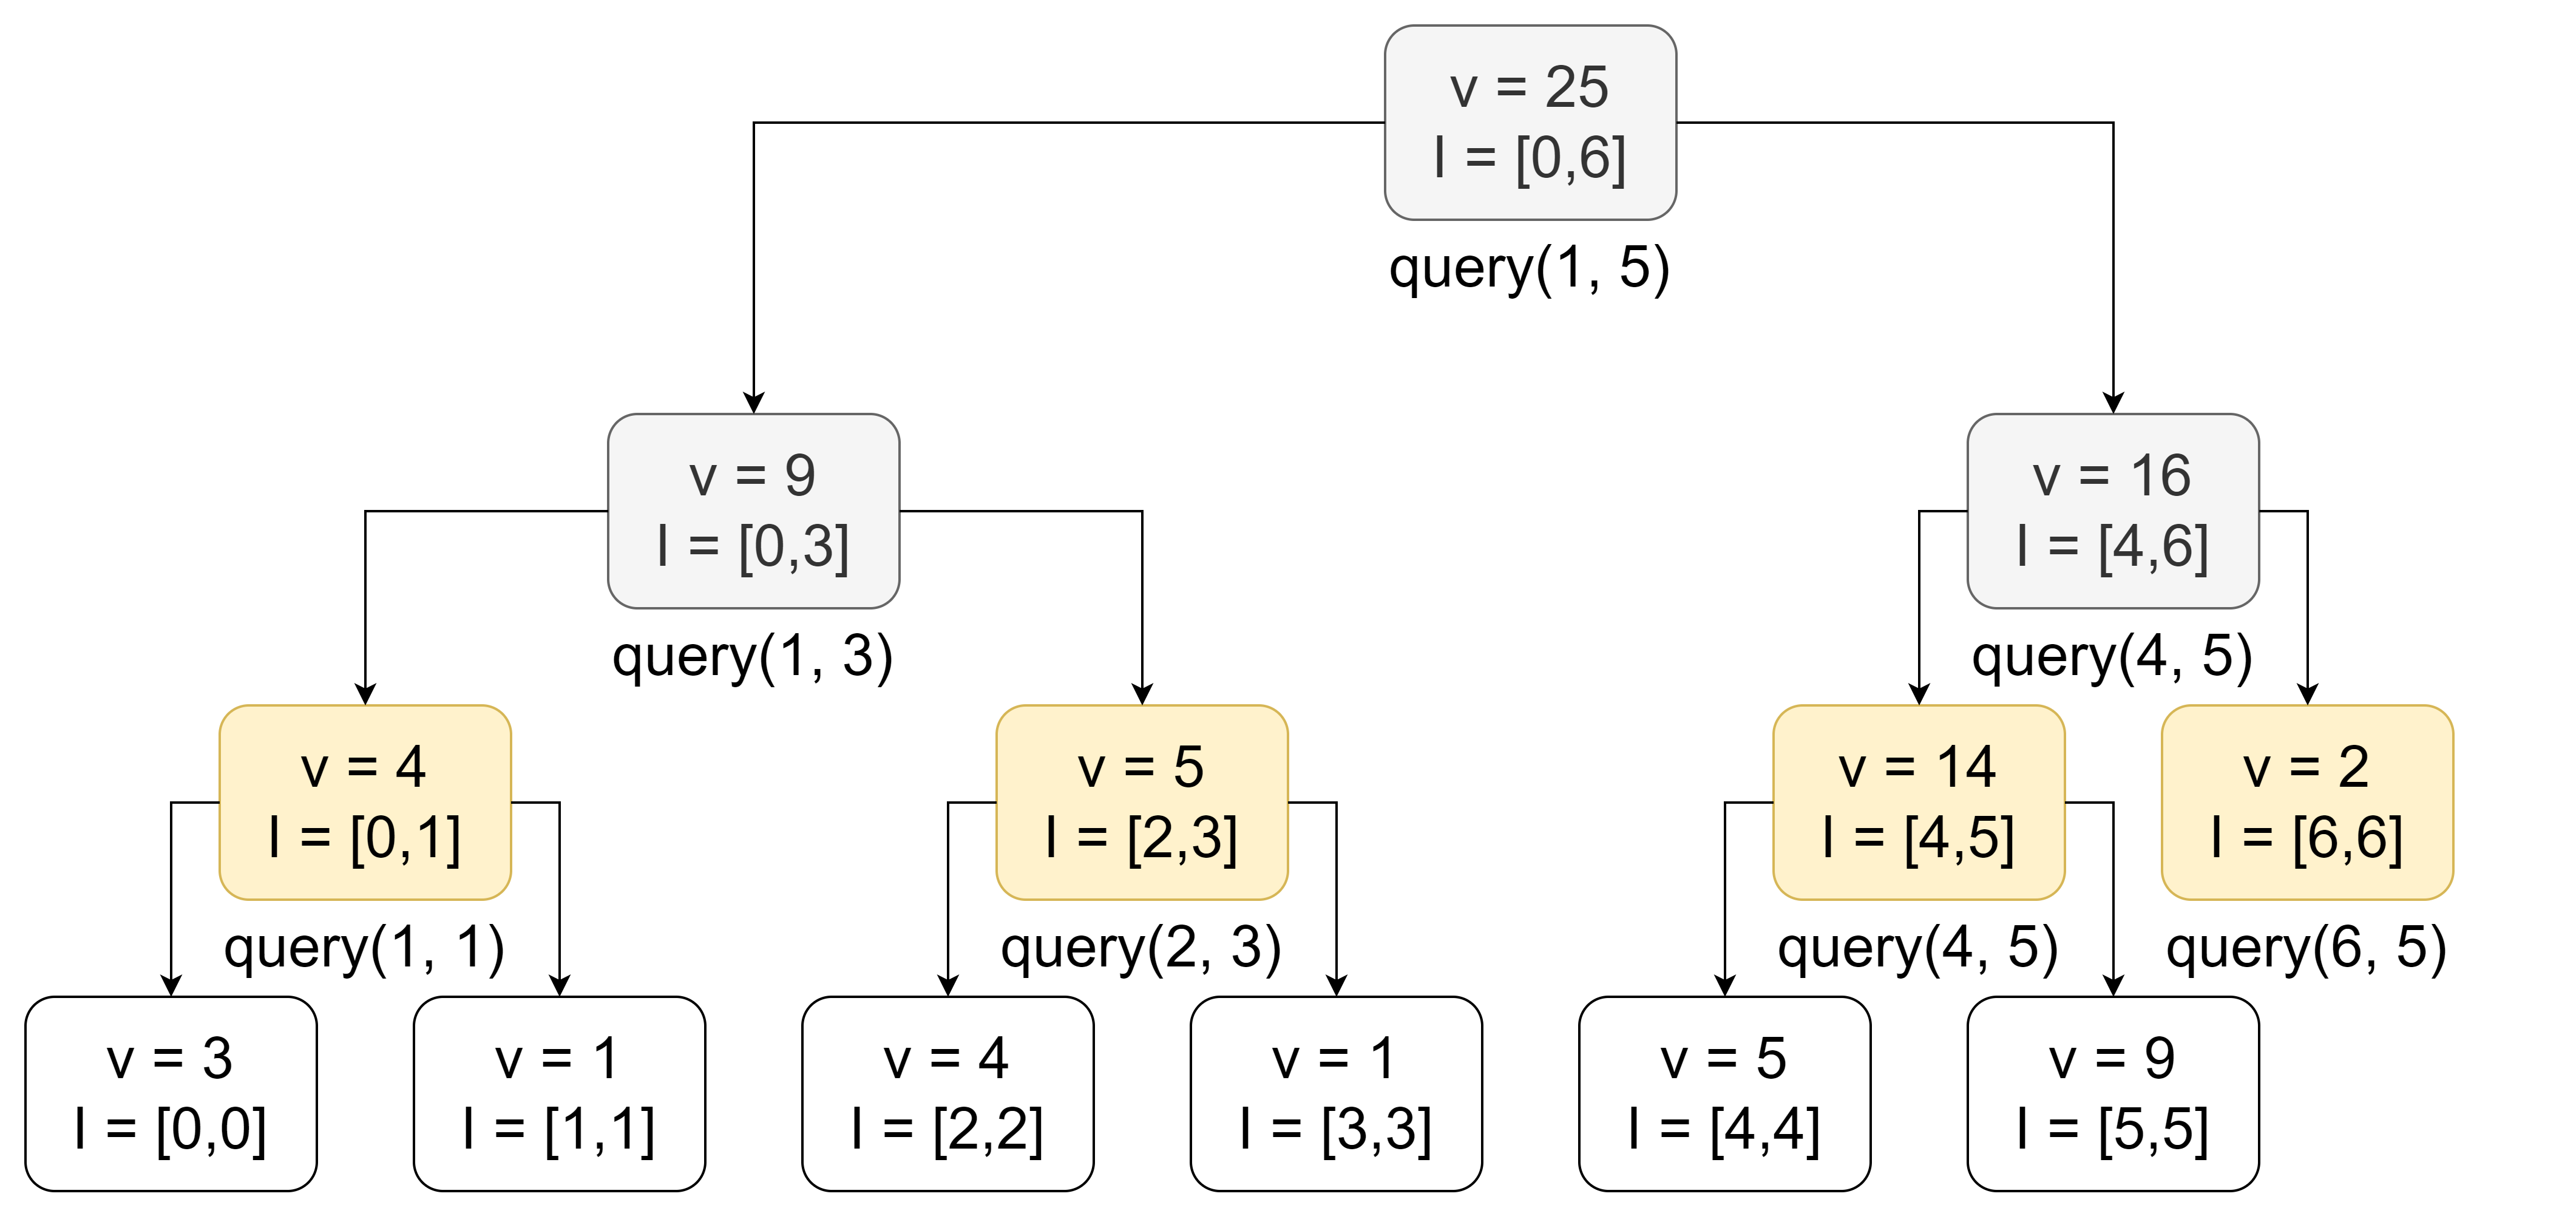 v = 25
I = [0,6]
query(1, 5)
v = 9
I = [0,3]
query(1, 3)
v = 16
I = [4,6]
query(4, 5)
v = 4
I = [0,1]
query(1, 1)
v = 5
I = [2,3]
query(2, 3)
v = 14
I = [4,5]
query(4, 5)
v = 2
I = [6,6]
query(6, 5)
v = 3
I = [0,0]
v = 1
I = [1,1]
v = 4
I = [2,2]
v = 1
I = [3,3]
v = 5
I = [4,4]
v = 9
I = [5,5]